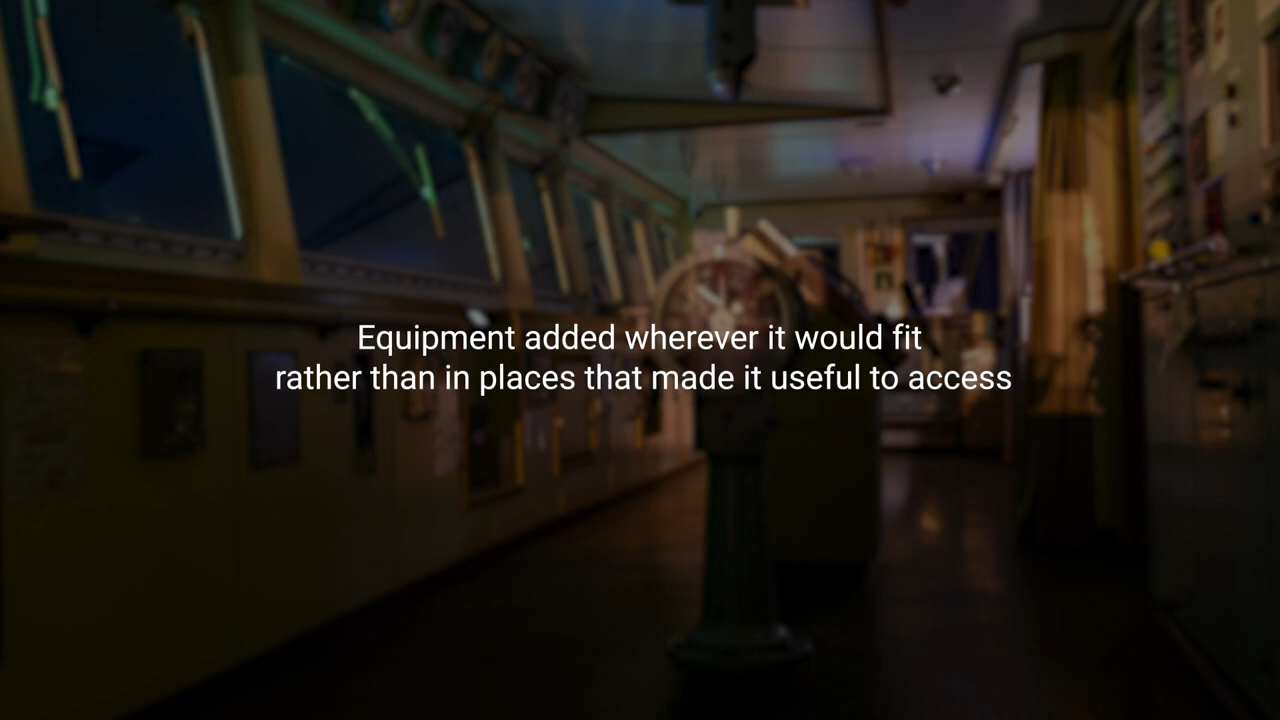 Equipment added wherever it would fit
rather than in places that made it useful to access